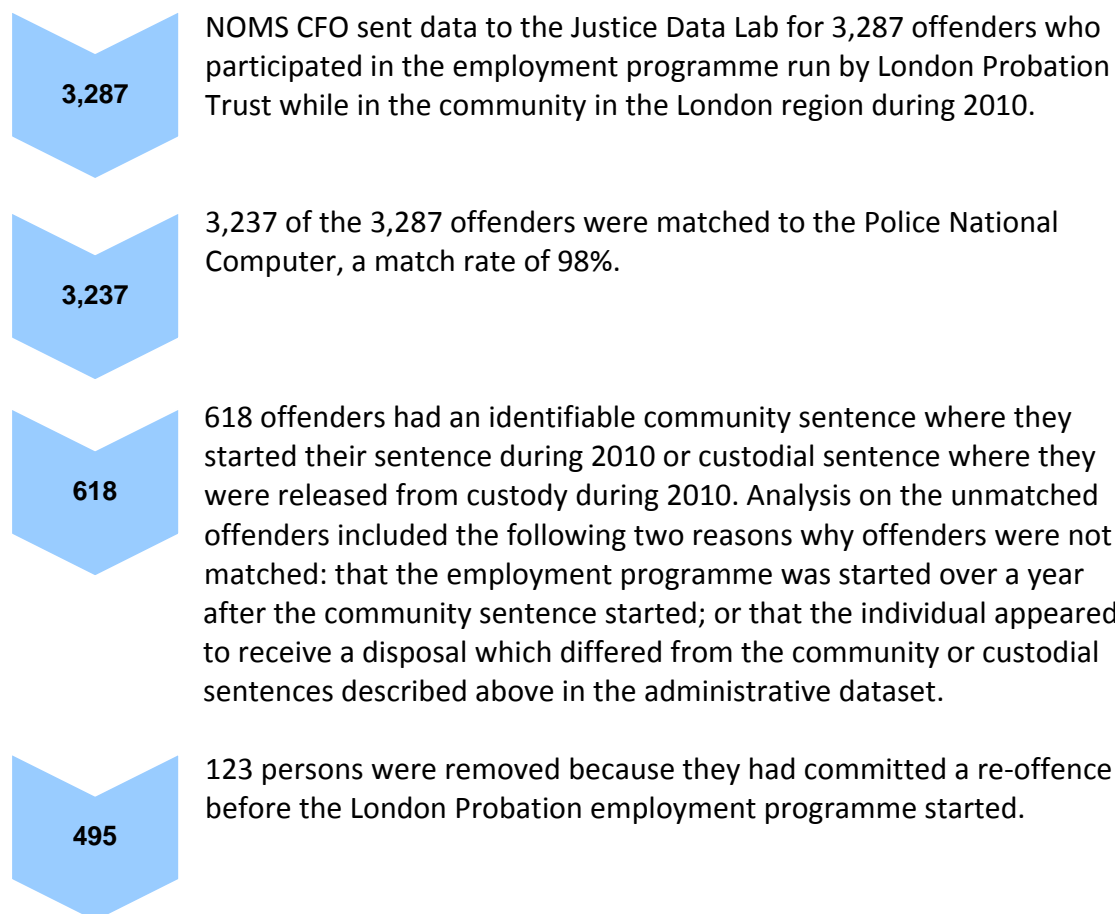 NOMS CFO sent data to the Justice Data Lab for 3,287 offenders who
participated in the employment programme run by London Probation
Trust while in the community in the London region during 2010.
3,287
3,237 of the 3,287 offenders were matched to the Police National
Computer, a match rate of 98%.
3,237
618 offenders had an identifiable community sentence where they
started their sentence during 2010 or custodial sentence where they
were released from custody during 2010. Analysis on the unmatched
offenders included the following two reasons why offenders were not
matched: that the employment programme was started over a year
after the community sentence started; or that the individual appeared
to receive a disposal which differed from the community or custodial
sentences described above in the administrative dataset.
618
123 persons were removed because they had committed a re-offence
before the London Probation employment programme started.
495